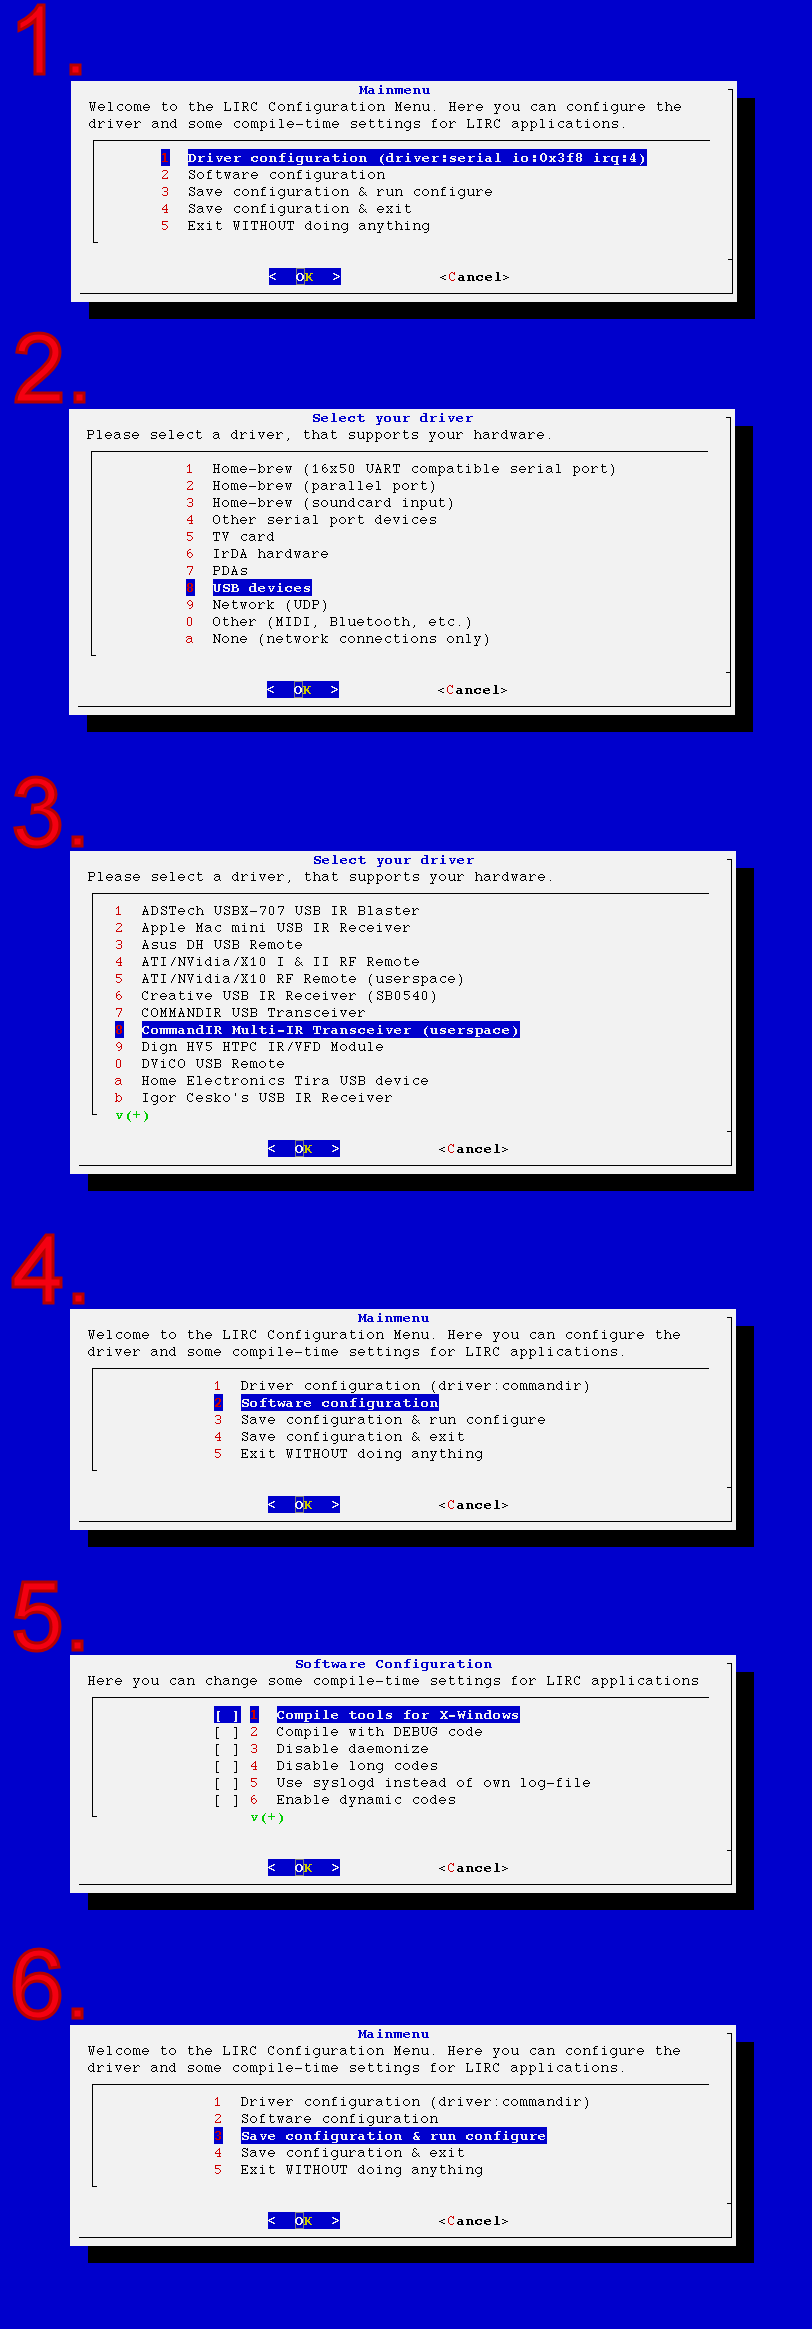 1.
Mainmenu
Welcome to the LIRC Configuration Menu. Here you can configure the
driver and some compile-time settings for LIRC applications.
1 Driver configuration (driver:serial io:0x3f8 irq:4)
2 Software configuration
3 Save configuration & run configure
4 Save configuration & exit
5 Exit WITHOUT doing anything
< OK > <Cancel>
2.
Select your driver
Please select a driver, that supports your hardware.
1 Home-brew (16x50 UART compatible serial port)
2 Home-brew (parallel port)
3 Home-brew (soundcard input)
4 Other serial port devices
5 TV card
6 IrDA hardware
7 PDAs
8 USB devices
9 Network (UDP)
0 Other (MIDI, Bluetooth, etc.)
a None (network connections only)
< OK > <Cancel>
3.
Select your driver
Please select a driver, that supports your hardware.
1 ADSTech USBX-707 USB IR Blaster
2 Apple Mac mini USB IR Receiver
3 Asus DH USB Remote
4 ATI/NVidia/X10 I & II RF Remote
5 ATI/NVidia/X10 RF Remote (userspace)
6 Creative USB IR Receiver (SB0540)
7 COMMANDIR USB Transceiver
8 CommandIR Multi-IR Transceiver (userspace)
9 Dign HV5 HTPC IR/VFD Module
0 DViCO USB Remote
a Home Electronics Tira USB device
b Igor Cesko's USB IR Receiver
v(+)
< OK > <Cancel>
4.
Mainmenu
Welcome to the LIRC Configuration Menu. Here you can configure the
driver and some compile-time settings for LIRC applications.
1 Driver configuration (driver:commandir)
2 Software configuration
3 Save configuration & run configure
4 Save configuration & exit
5 Exit WITHOUT doing anything
< OK > <Cancel>
5.
Software Configuration
Here you can change some compile-time settings for LIRC applications
[ ] 1 Compile tools for X-Windows
[ ] 2 Compile with DEBUG code
[ ] 3 Disable daemonize
[ ] 4 Disable long codes
[ ] 5 Use syslogd instead of own log-file
[ ] 6 Enable dynamic codes
v(+)
< OK > <Cancel>
6.
Mainmenu
Welcome to the LIRC Configuration Menu. Here you can configure the
driver and some compile-time settings for LIRC applications.
1 Driver configuration (driver:commandir)
2 Software configuration
3 Save configuration & run configure
4 Save configuration & exit
5 Exit WITHOUT doing anything
< OK > <Cancel>